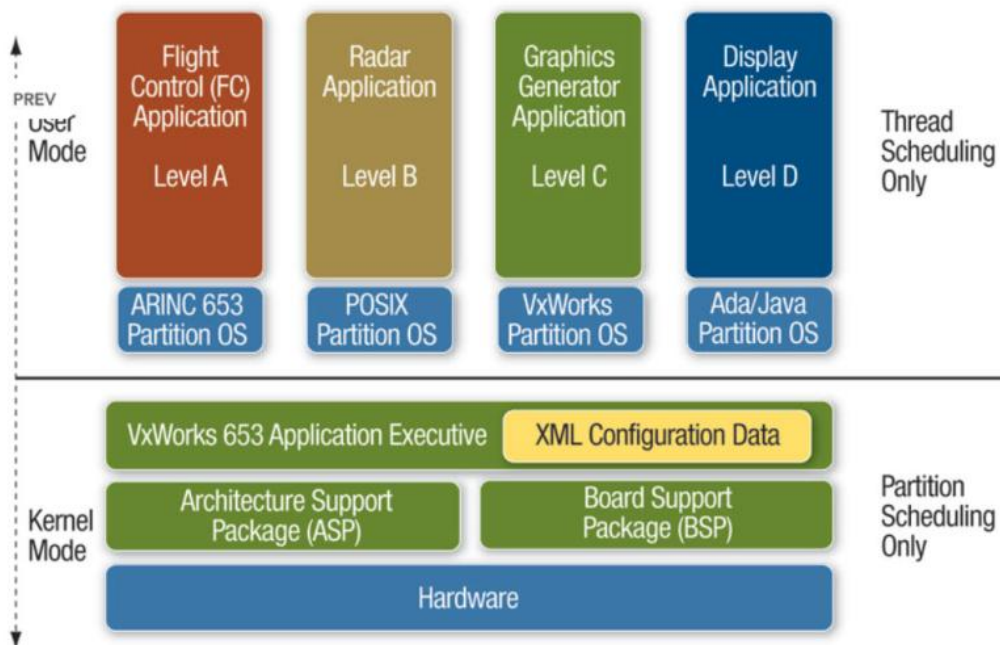 Flight
Control (FC)
Application
Level A
Radar
Application
Level B
Graphics
Generator
Application
Level C
Display
Application
Level D
PREV
User
Mode
Thread
Scheduling
Only
ARINC 653
Partition OS
POSIX
Partition OS
VxWorks
Partition OS
Ada/Java
Partition OS
VxWorks 653 Application Executive
XML Configuration Data
Architecture Support
Package (ASP)
Board Support
Package (BSP)
Kernel
Mode
Partition
Scheduling
Only
Hardware